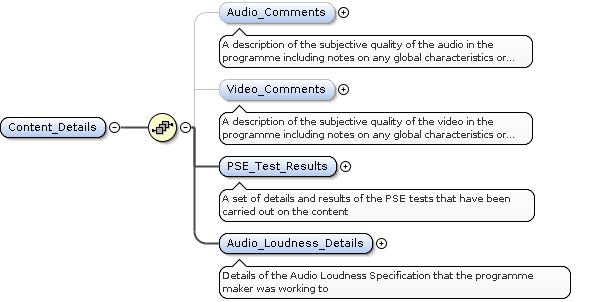 Audio_Comments
A description of the subjective quality of the audio in the
programme including notes on any global characteristics or...
Video_Comments
A description of the subjective quality of the video in the
programme including notes on any global characteristics or...
Content_Details
PSE_Test_Results
A set of details and results of the PSE tests that have been
carried out on the content
Audio_Loudness_Details
Details of the Audio Loudness Specification that the programme
maker was working to